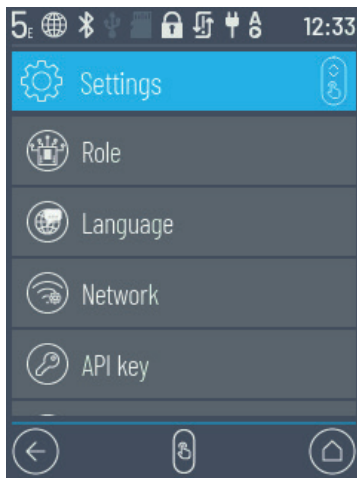 5E A 12:33
Settings
Role
Language
Network
API key